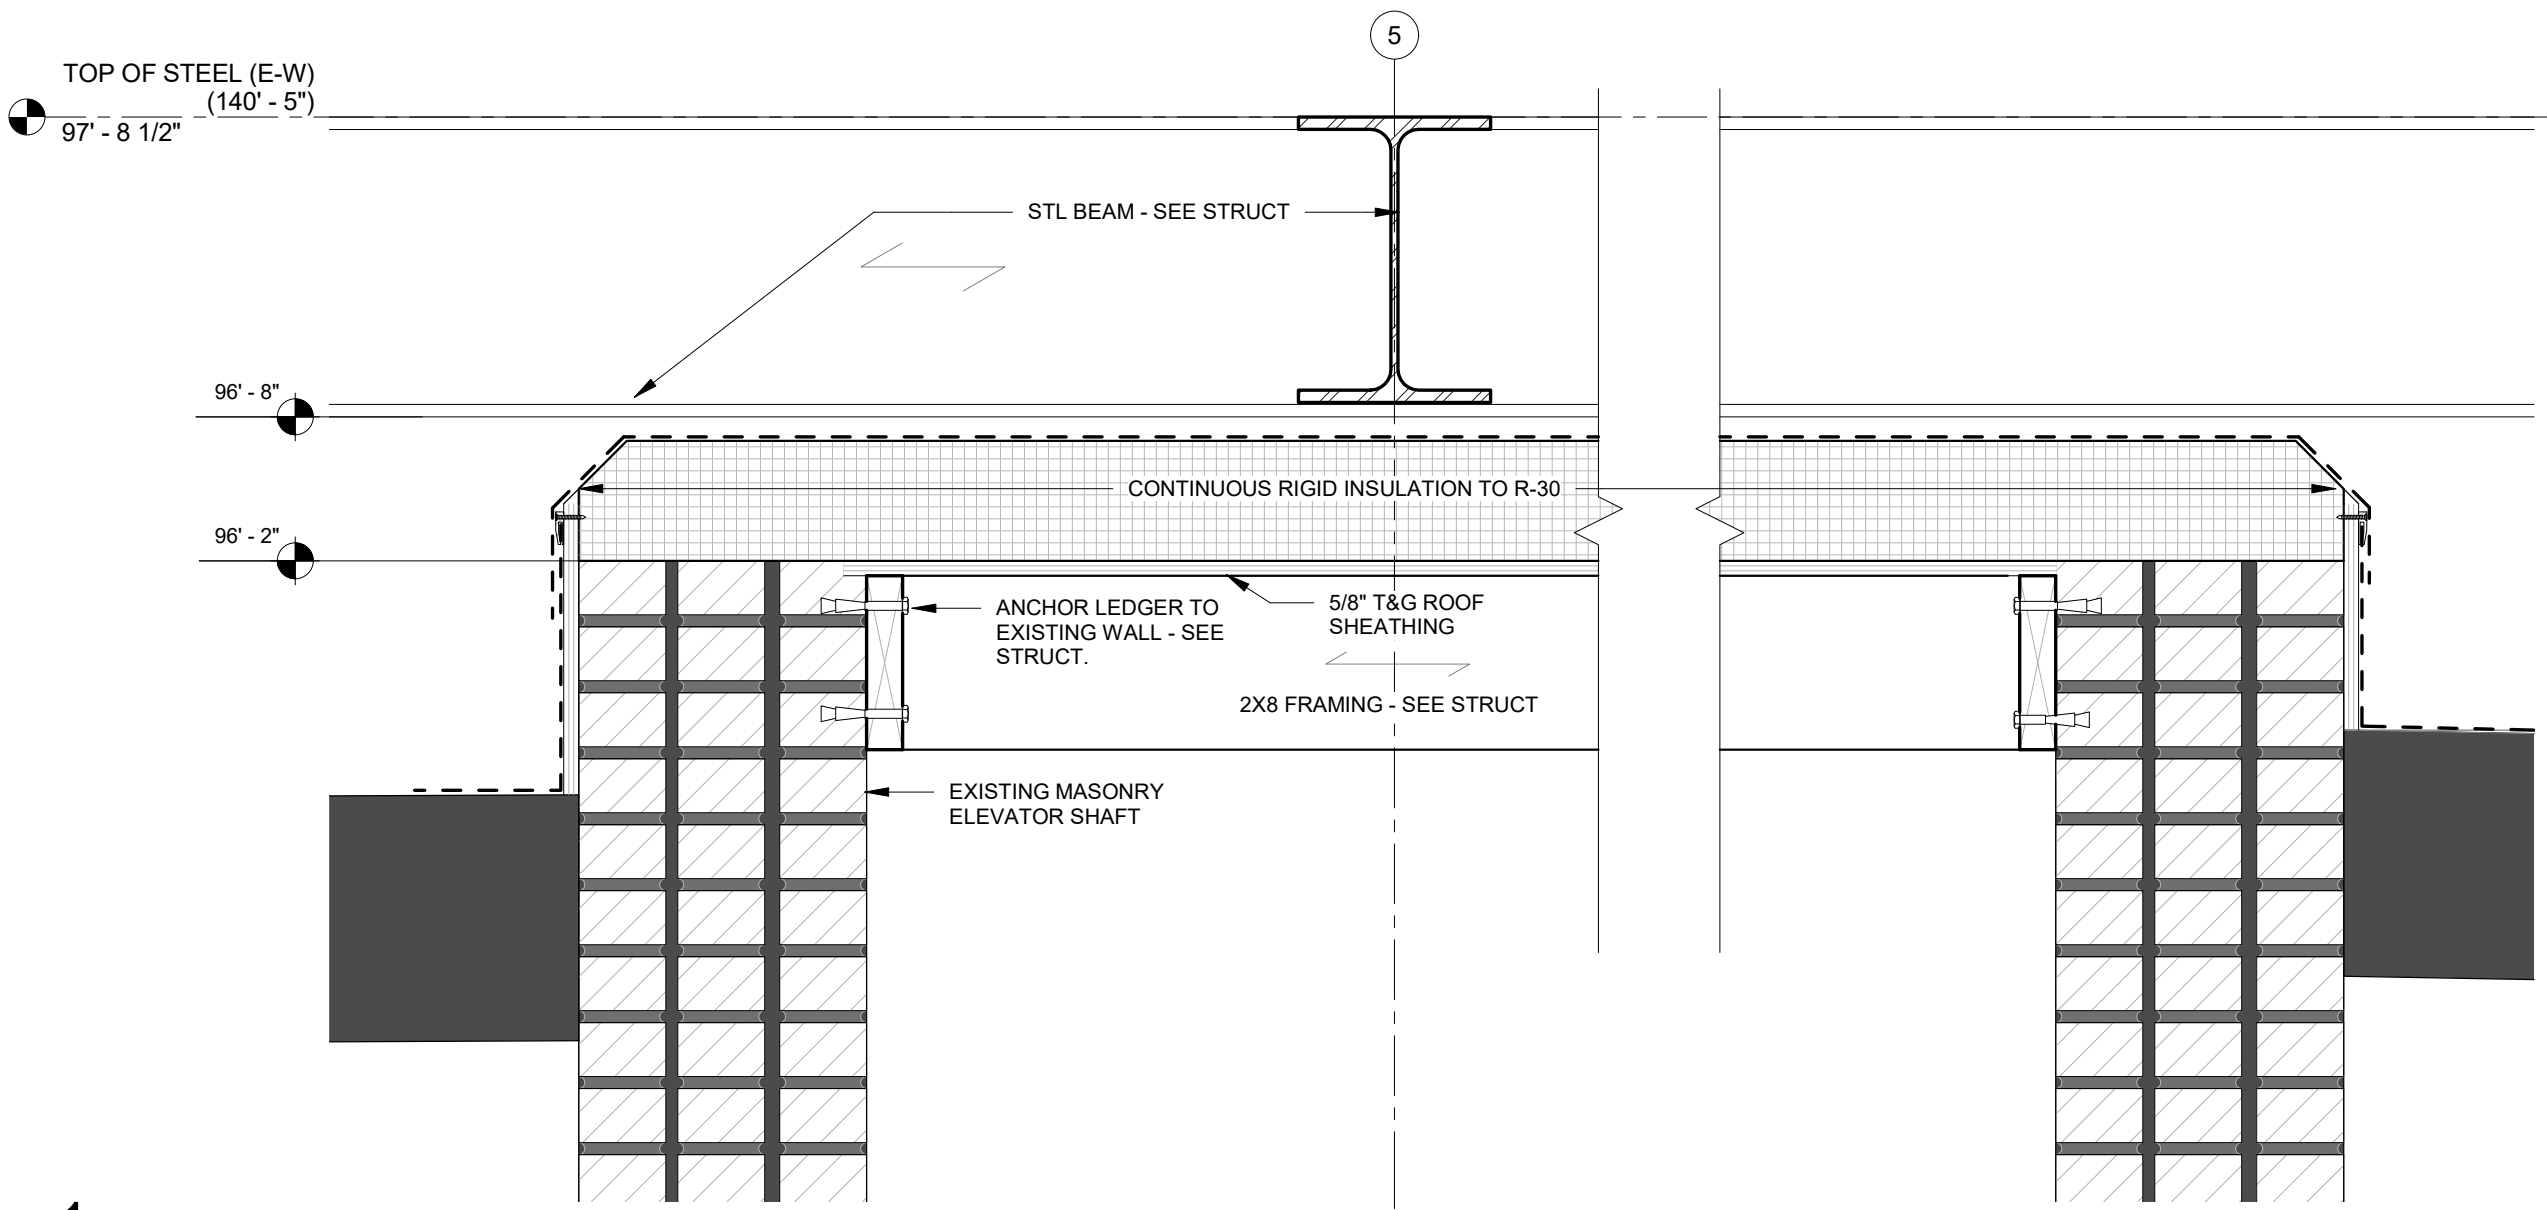 5
TOP OF STEEL (E-W)
(140' - 5")
97' - 8 1/2"
STL BEAM - SEE STRUCT
96' - 8"
CONTINUOUS RIGID INSULATION TO R-30
96' - 2"
ANCHOR LEDGER TO
EXISTING WALL - SEE
STRUCT.
5/8" T&G ROOF
SHEATHING
2X8 FRAMING - SEE STRUCT
EXISTING MASONRY
ELEVATOR SHAFT